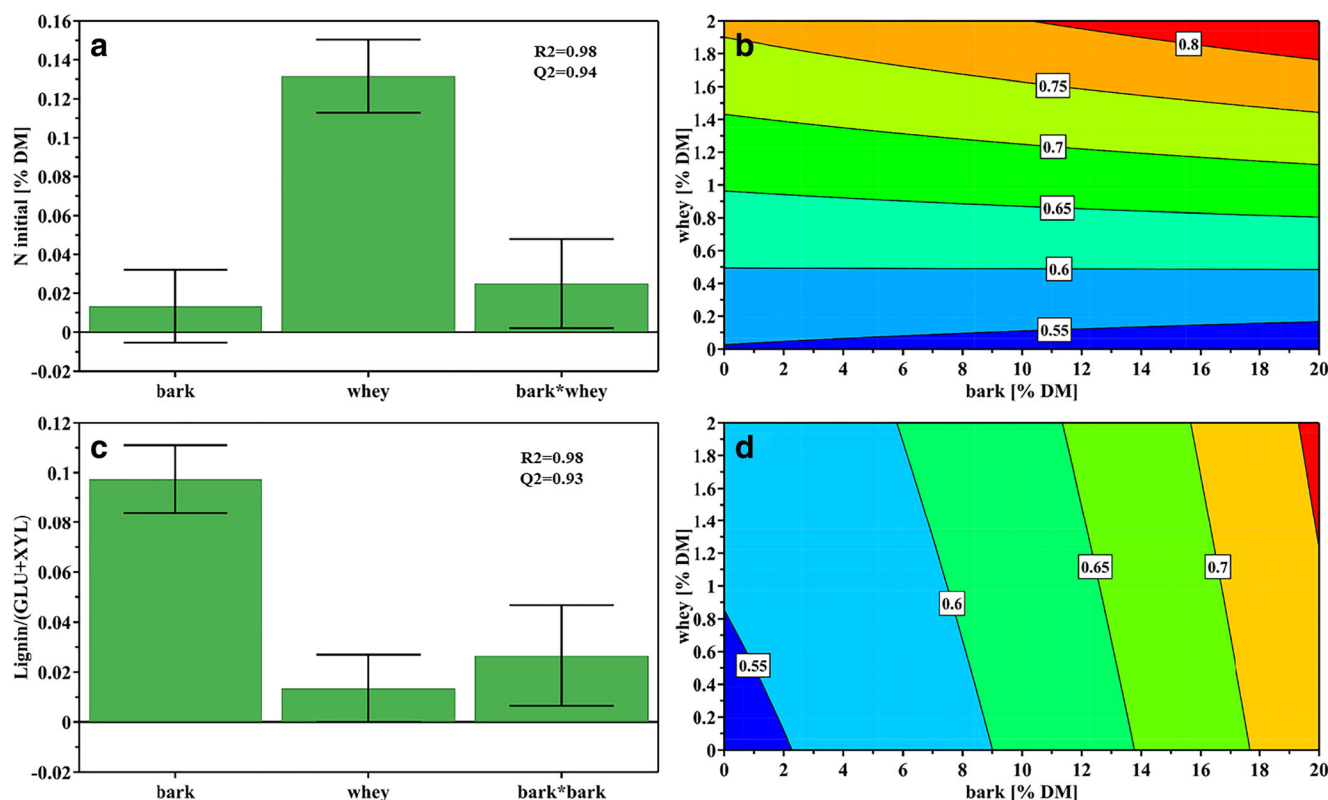 a
R2=0.98
Q2=0.94
N initial [% DM]
0.16
0.14
0.12
0.1
0.08
0.06
0.04
0.02
0
-0.02
bark
whey
bark*whey
b
whey [% DM]
2
1.8
1.6
1.4
1.2
1
0.8
0.6
0.4
0.2
0
0.8
0.75
0.7
0.65
0.6
0.55
0 2 4 6 8 10 12 14 16 18 20
bark [% DM]
c
R2=0.98
Q2=0.93
Lignin/(GLU+XYL)
0.12
0.1
0.08
0.06
0.04
0.02
0
-0.02
bark
whey
bark*bark
d
whey [% DM]
2
1.8
1.6
1.4
1.2
1
0.8
0.6
0.4
0.2
0
0.55
0.6
0.65
0.7
0 2 4 6 8 10 12 14 16 18 20
bark [% DM]